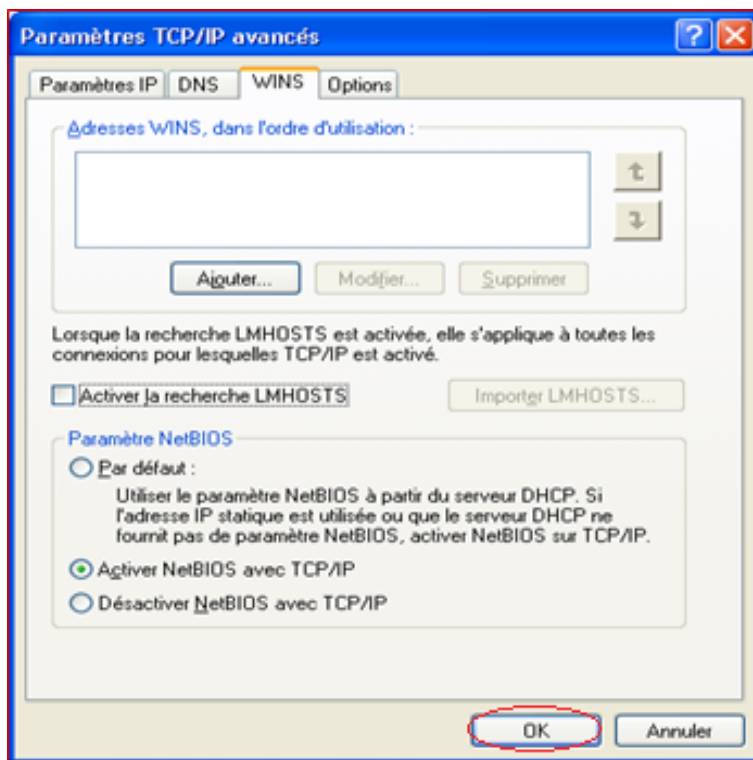 Paramètres TCP/IP avancés
Paramètres IP DNS WINS Options
Adresses WINS, dans l'ordre d'utilisation :
Ajouter... Modifier... Supprimer
Lorsque la recherche LMHOSTS est activée, elle s'applique à toutes les
connexions pour lesquelles TCP/IP est activé.
Activer la recherche LMHOSTS Importer LMHOSTS...
Paramètre NetBIOS
Par défaut :
Utiliser le paramètre NetBIOS à partir du serveur DHCP. Si
l'adresse IP statique est utilisée ou que le serveur DHCP ne
fournit pas de paramètre NetBIOS, activer NetBIOS sur TCP/IP.
Activer NetBIOS avec TCP/IP
Désactiver NetBIOS avec TCP/IP
OK Annuler